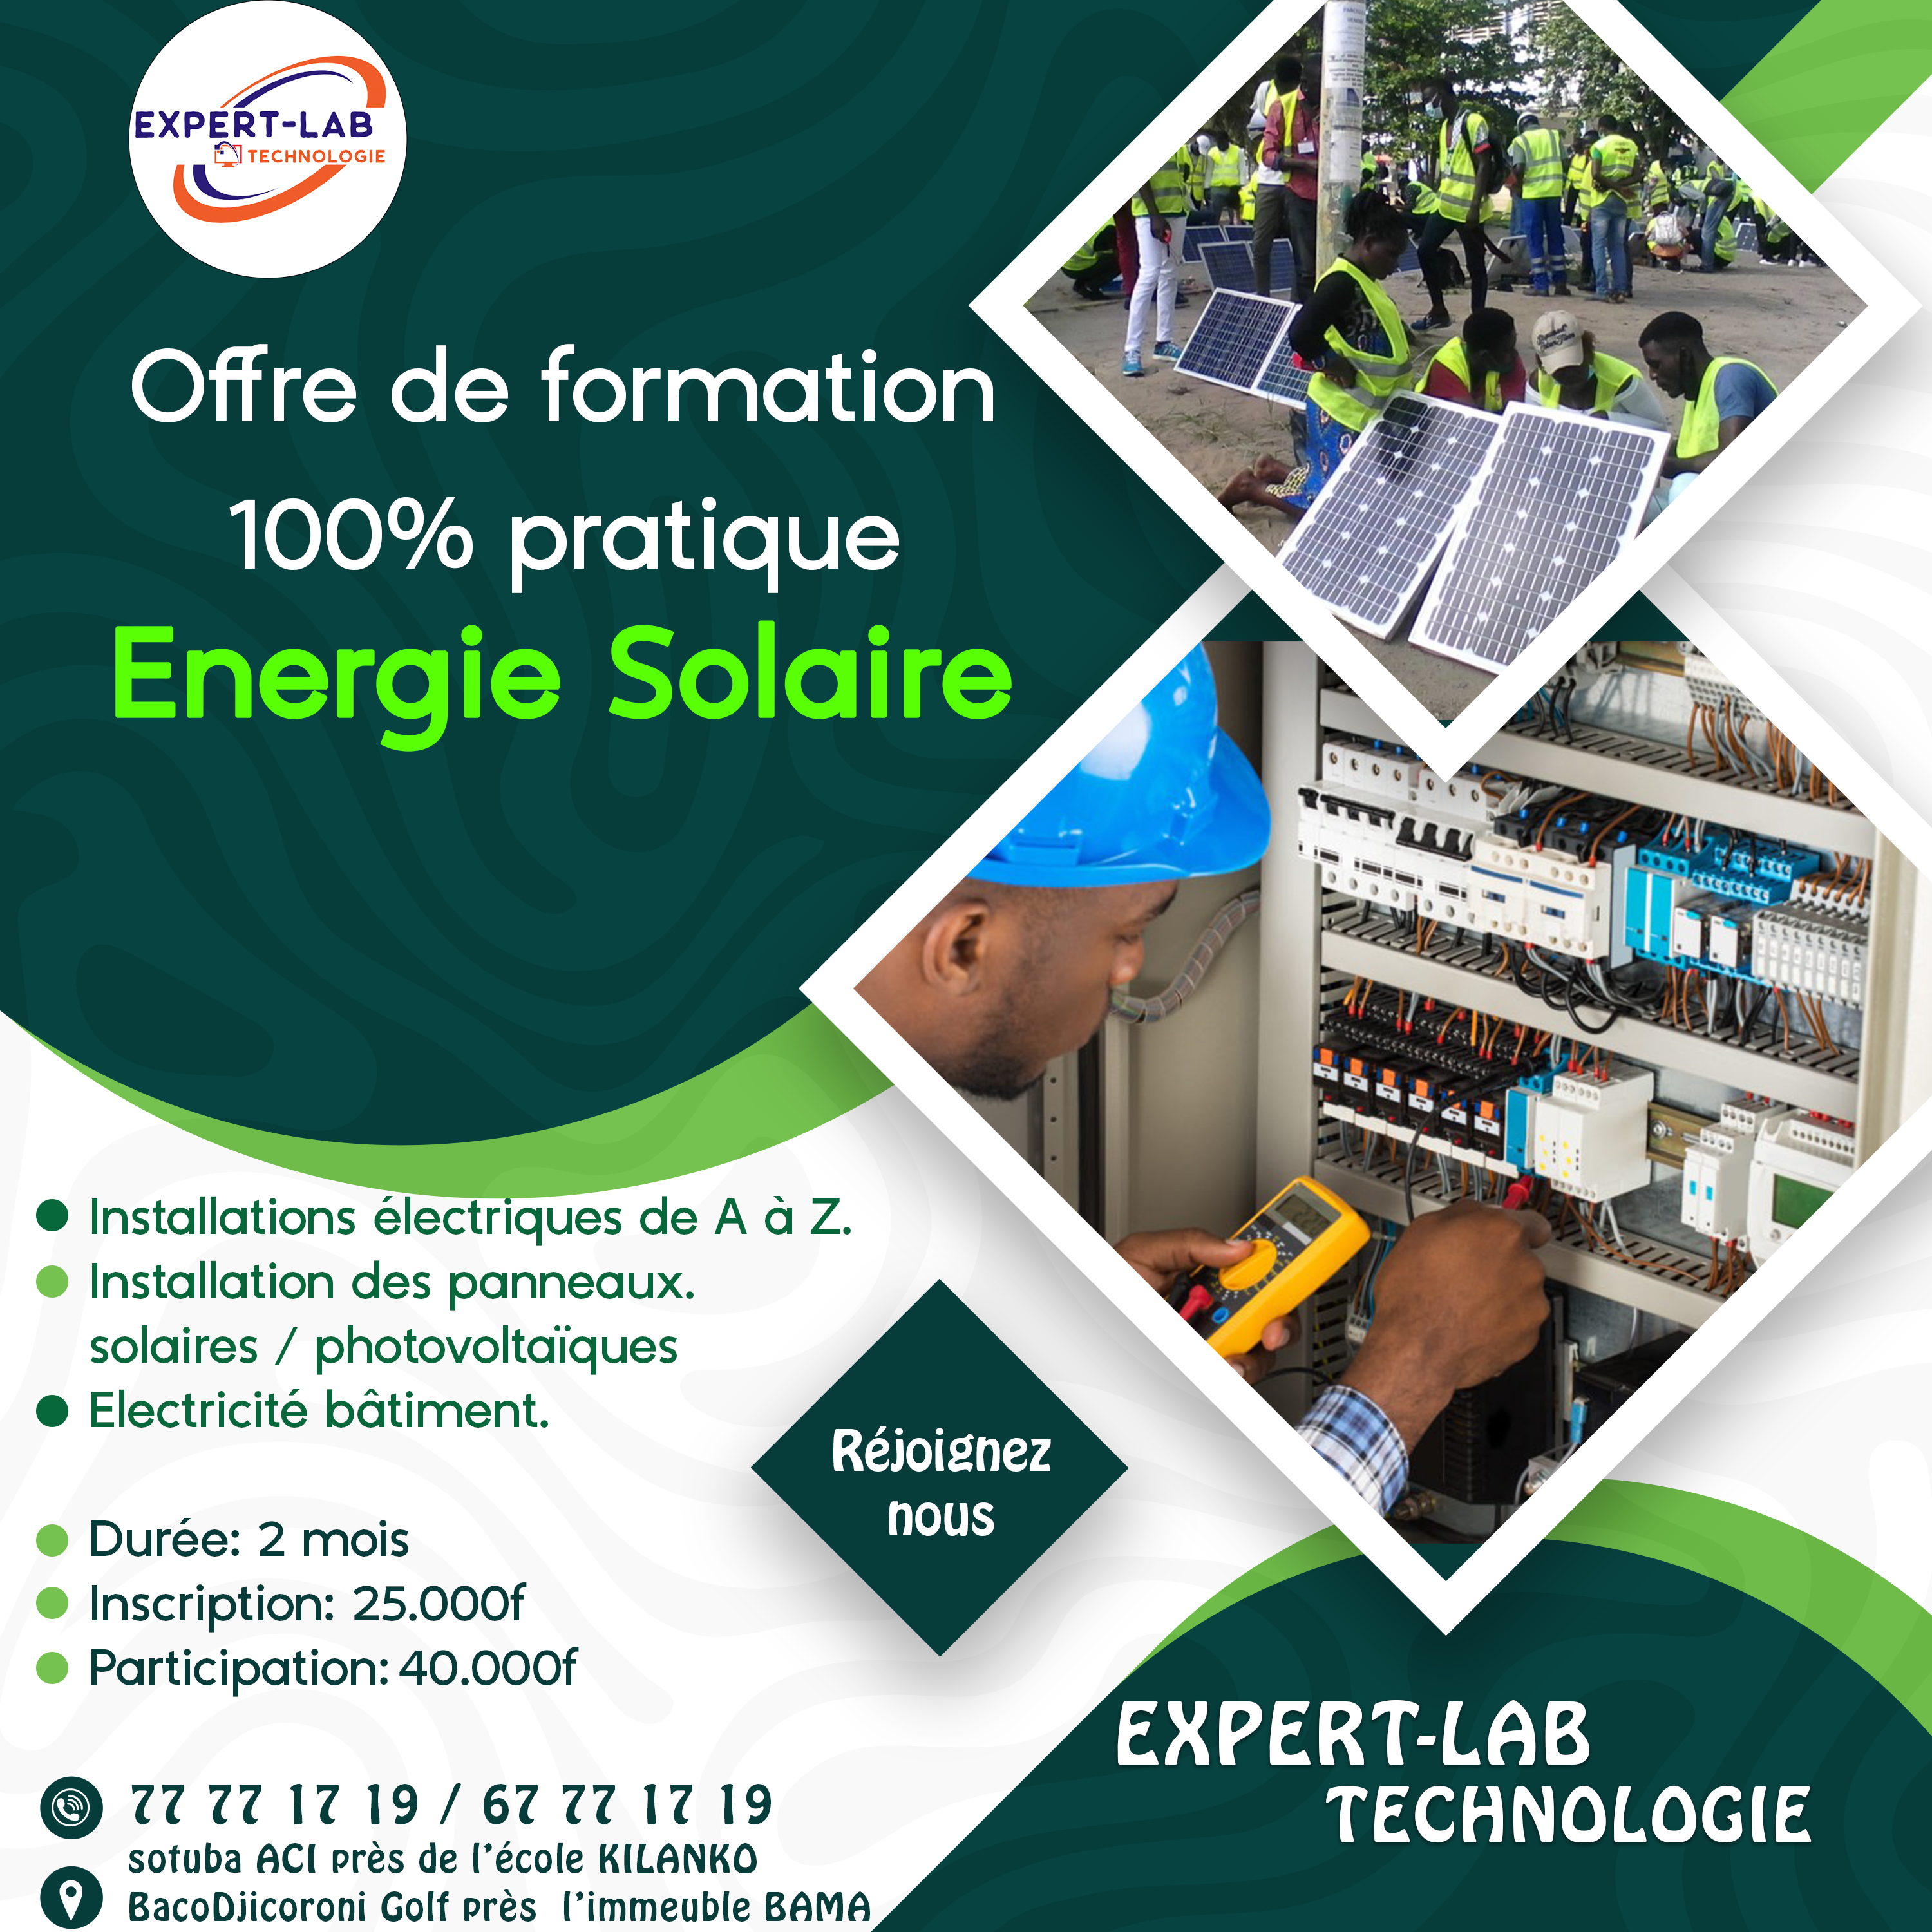 EXPERT-LAB
TECHNOLOGIE
Offre de formation
100% pratique
Energie Solaire
Installations électriques de A à Z.
Installation des panneaux.
solaires / photovoltaïques
Electricité bâtiment.
Réjoignez
nous
Durée: 2 mois
Inscription: 25.000f
Participation: 40.000f
77 77 17 19 / 67 77 17 19
sotuba ACI près de l'école KILANKO
BacoDjicoroni Golf près l'immeuble BAMA
EXPERT-LAB
TECHNOLOGIE